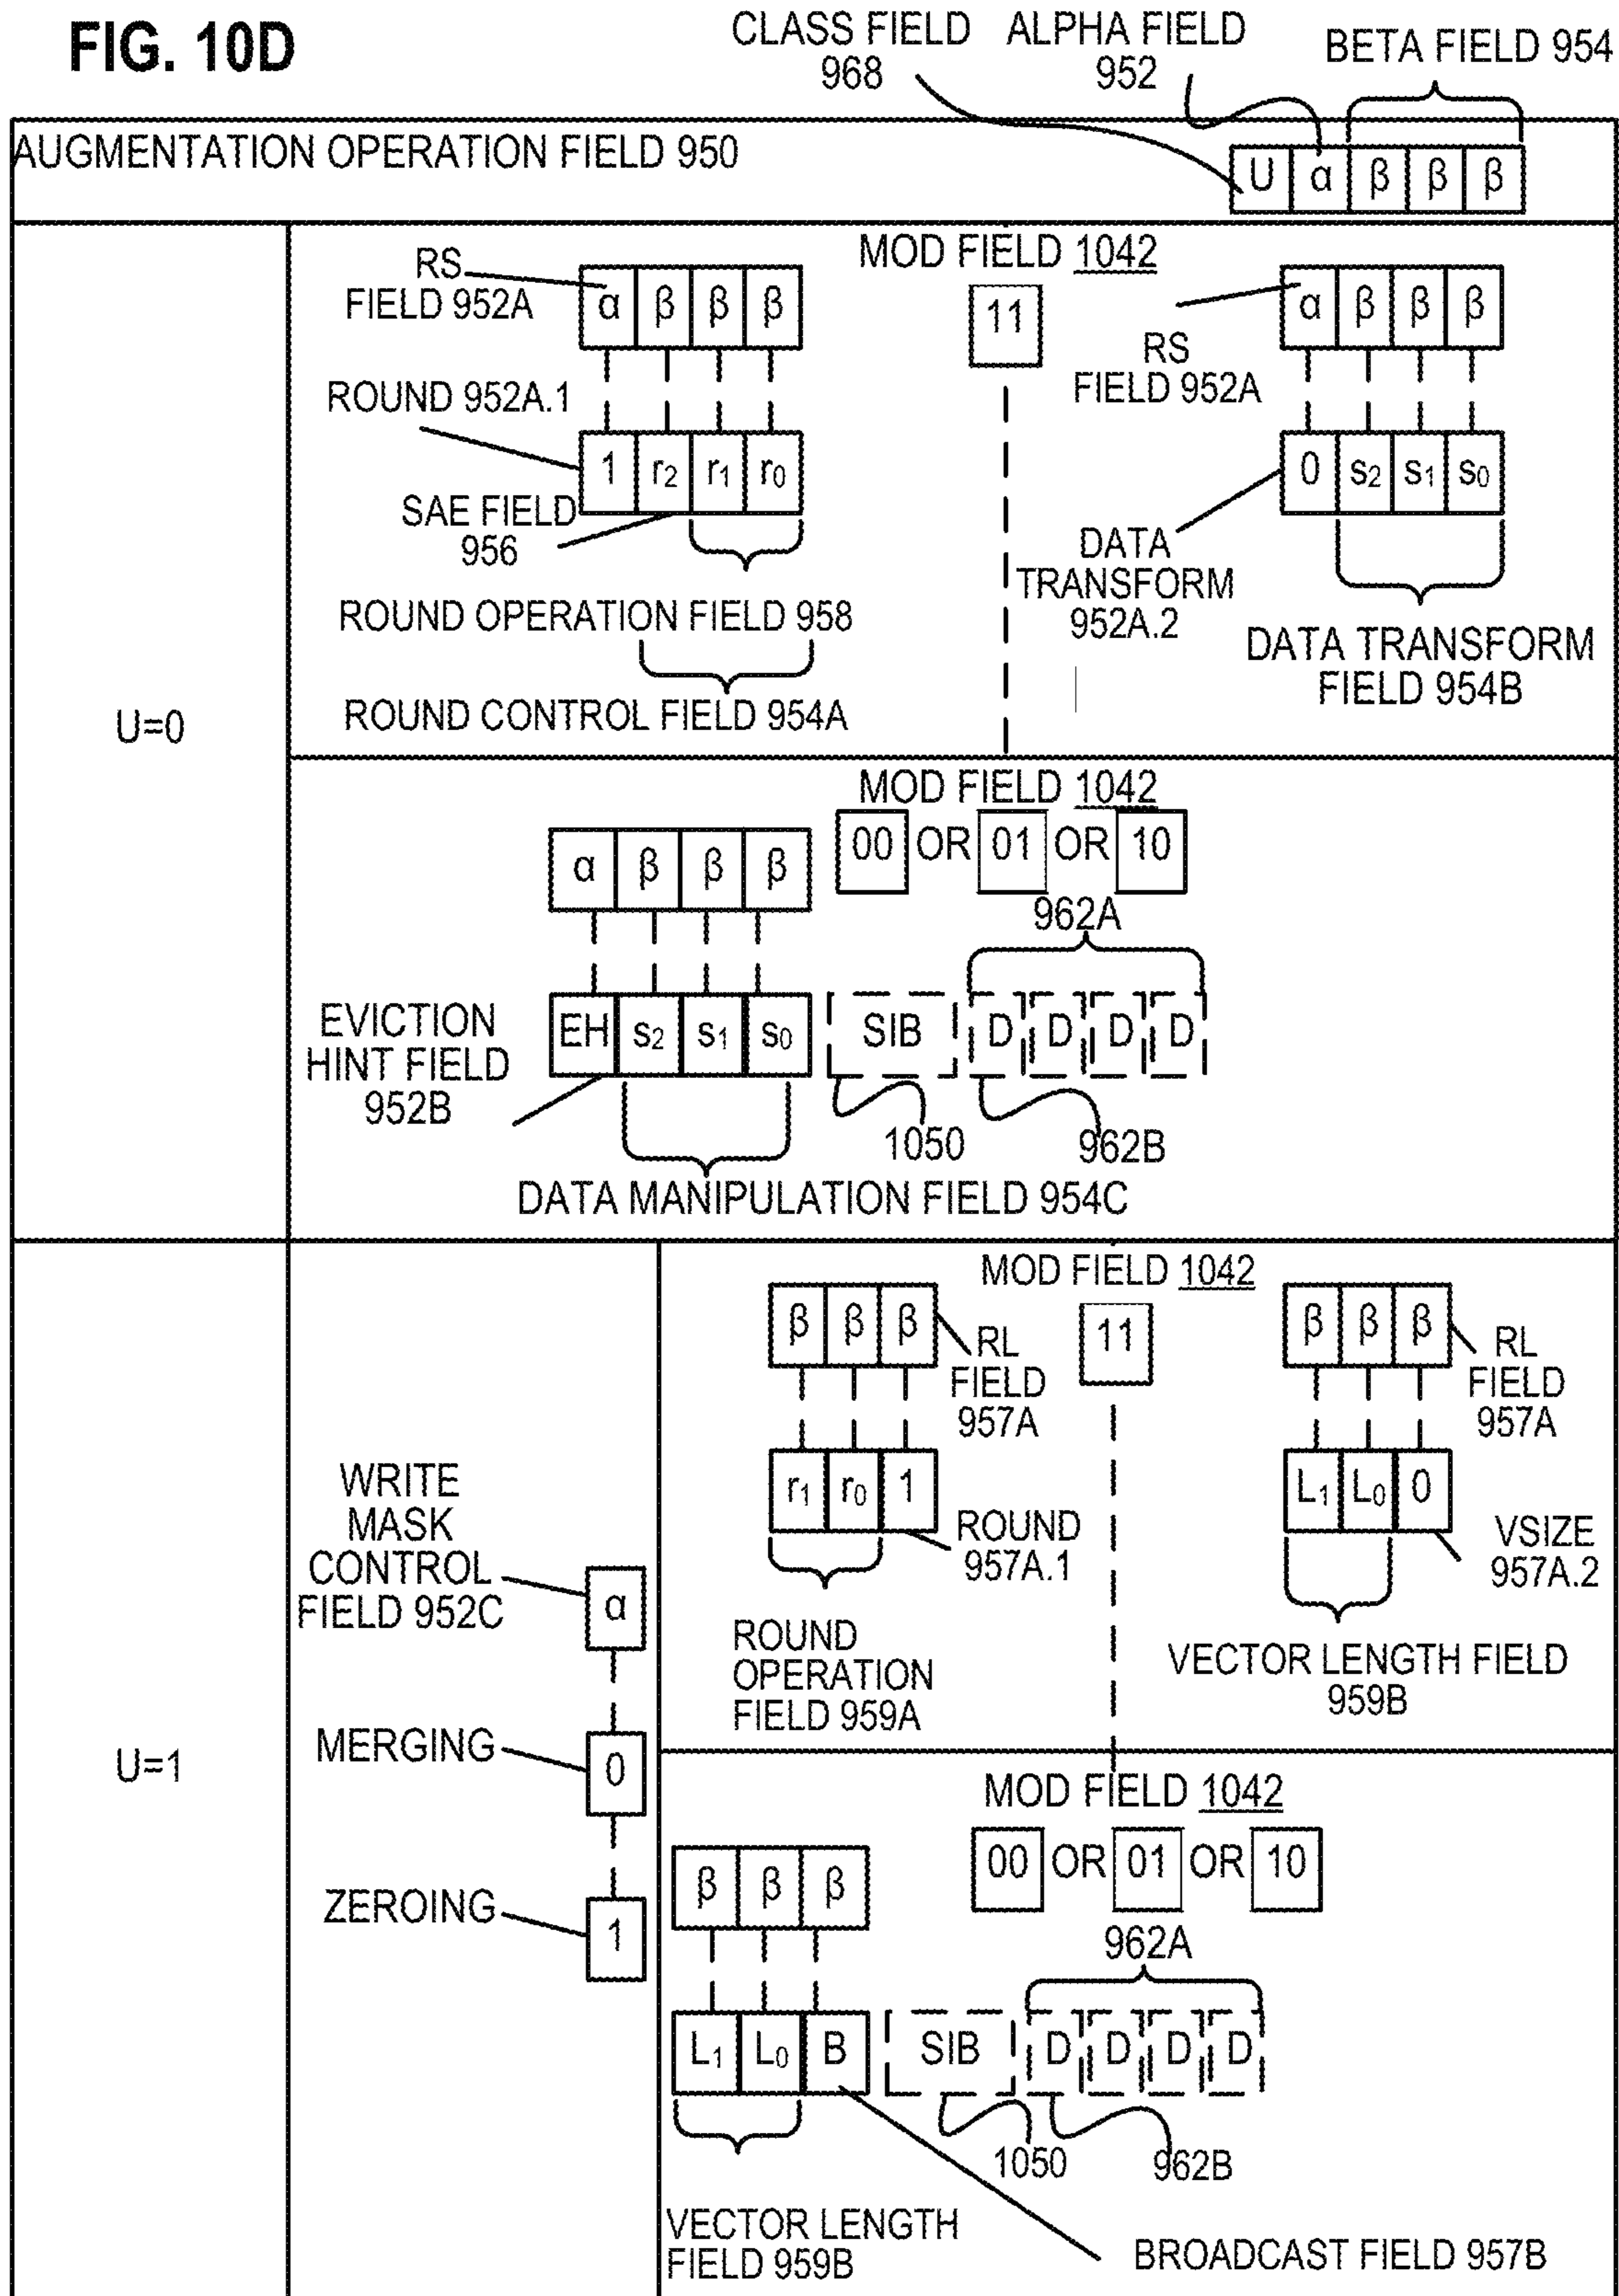 FIG. 10D
CLASS FIELD
968
ALPHA FIELD
952
BETA FIELD 954
AUGMENTATION OPERATION FIELD 950
U α β β β
U=0
MOD FIELD 1042
11
RS
FIELD 952A
α β β β
ROUND 952A.1
1 r2 r1 r0
SAE FIELD
956
ROUND OPERATION FIELD 958
ROUND CONTROL FIELD 954A
α β β β
RS
FIELD 952A
0 s2 s1 s0
DATA
TRANSFORM
952A.2
DATA TRANSFORM
FIELD 954B
MOD FIELD 1042
00 OR 01 OR 10
α β β β
962A
EVICTION
HINT FIELD
952B
EH s2 s1 s0 SIB D D D D
1050
962B
DATA MANIPULATION FIELD 954C
U=1
WRITE
MASK
CONTROL
FIELD 952C
α
MERGING
0
ZEROING
1
MOD FIELD 1042
11
β β β
RL
FIELD
957A
r1 r0 1
ROUND
957A.1
ROUND
OPERATION
FIELD 959A
β β β
RL
FIELD
957A
L1 L0 0
VSIZE
957A.2
VECTOR LENGTH FIELD
959B
MOD FIELD 1042
00 OR 01 OR 10
β β β
962A
L1 L0 B SIB D D D D
1050
962B
VECTOR LENGTH
FIELD 959B
BROADCAST FIELD 957B